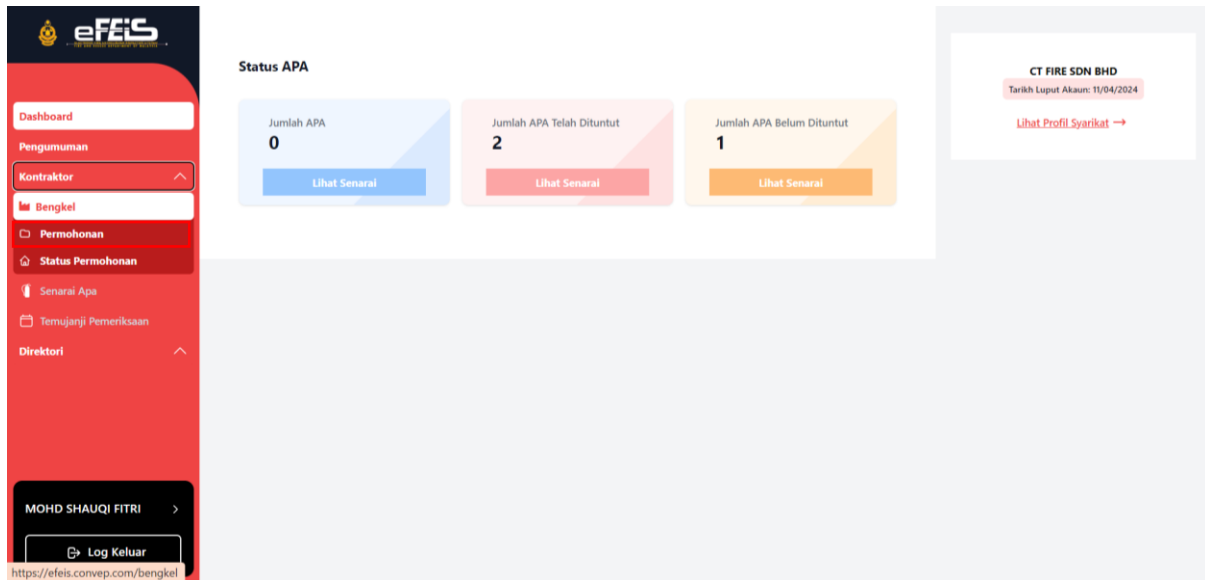 eFEiS
Dashboard
Pengumuman
Kontraktor
Bengkel
Permohonan
Status Permohonan
Senarai Apa
Temujanji Pemeriksaan
Direktori
MOHD SHAUQI FITRI
Log Keluar
https://efeis.convep.com/bengkel
Status APA
Jumlah APA
0
Lihat Senarai
Jumlah APA Telah Dituntut
2
Lihat Senarai
Jumlah APA Belum Dituntut
1
Lihat Senarai
CT FIRE SDN BHD
Tarikh Luput Akaun: 11/04/2024
Lihat Profil Syarikat →